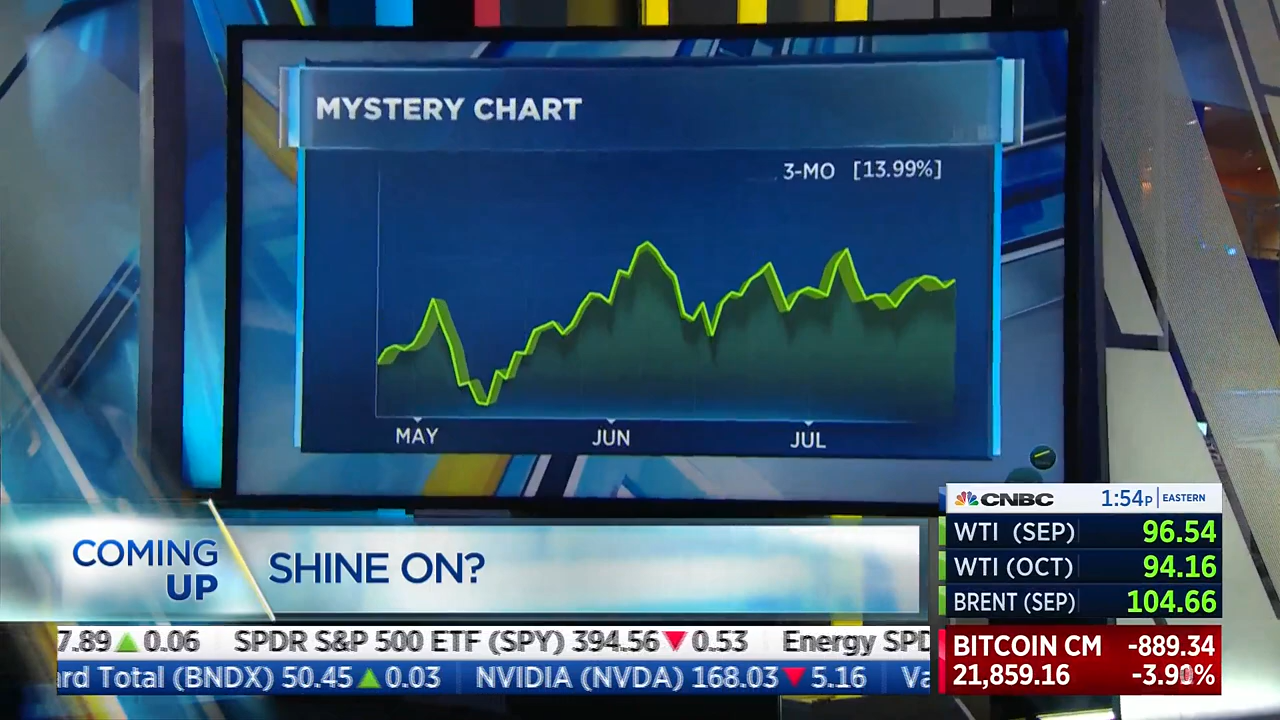 MYSTERY CHART
3-MO [13.99%]
MAY JUN JUL
COMING UP
SHINE ON?
CNBC 1:54P EASTERN
WTI (SEP) 96.54
WTI (OCT) 94.16
BRENT (SEP) 104.66
BITCOIN CM -889.34
21,859.16 -3.90%
7.89 0.06 SPDR S&P 500 ETF (SPY) 394.56 0.53 Energy SPD
rd Total (BNDX) 50.45 0.03 NVIDIA (NVDA) 168.03 5.16 Va